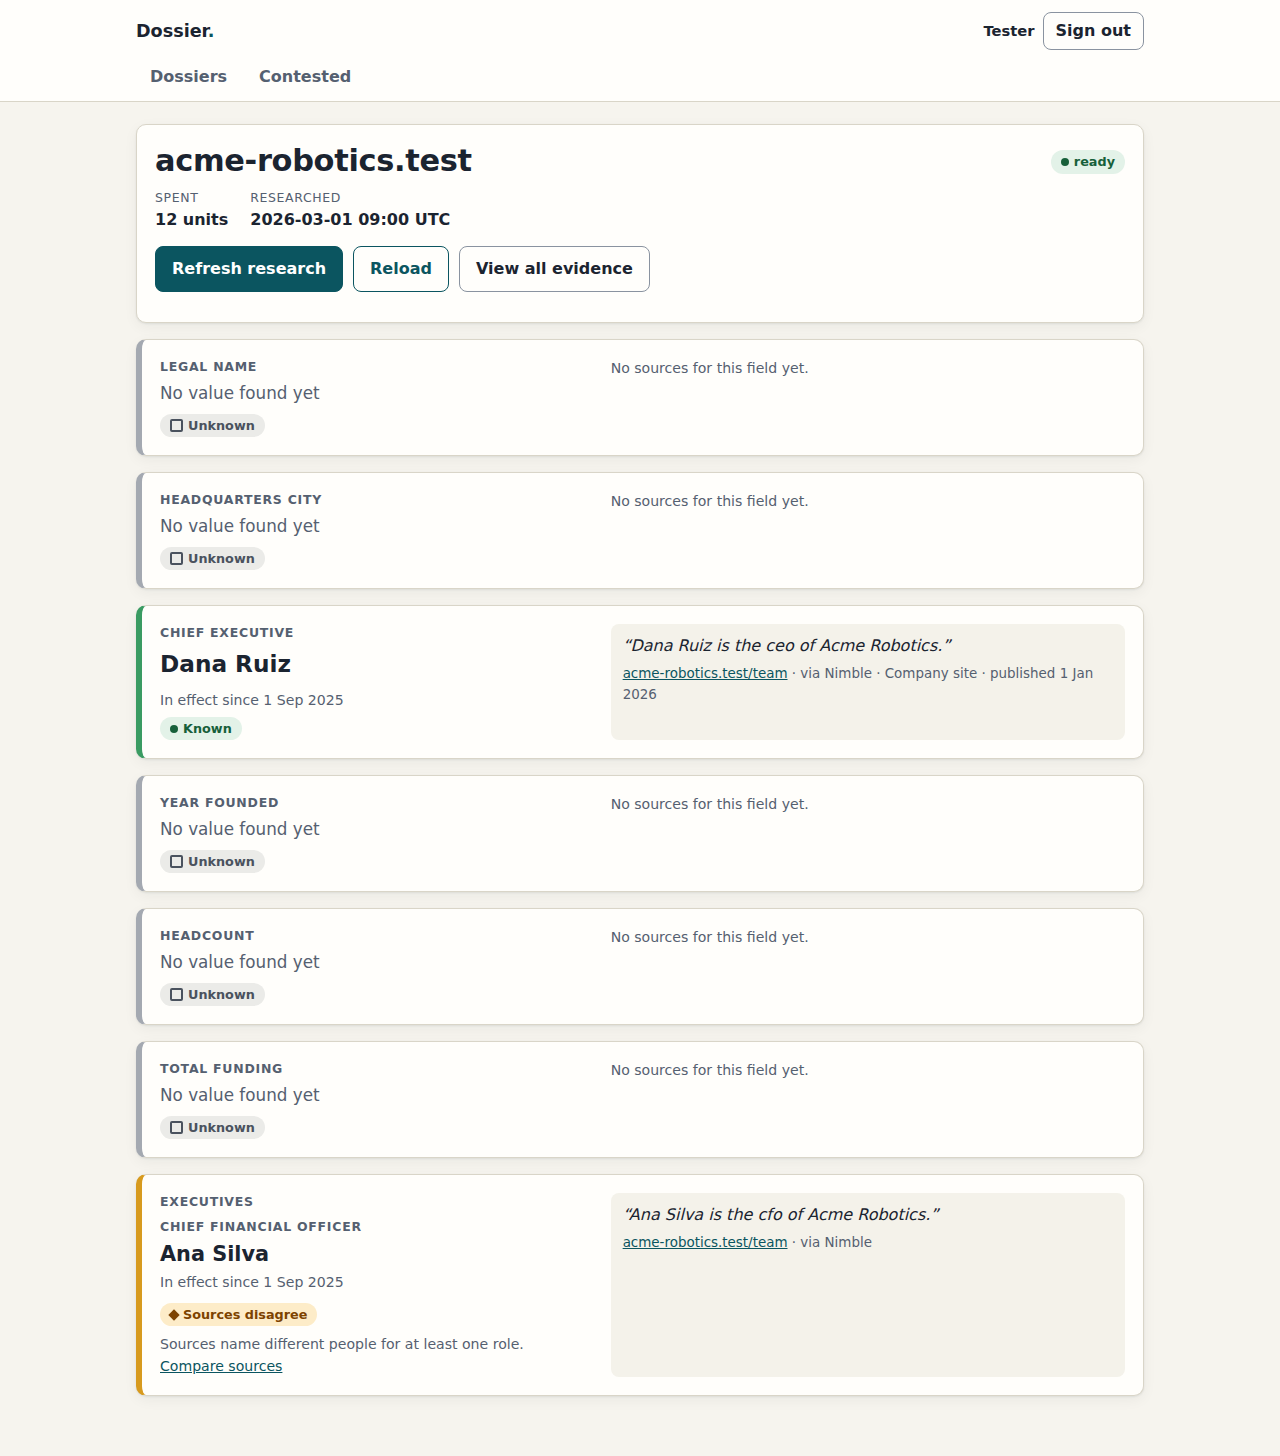 Dossier.
Tester
Sign out
Dossiers
Contested
acme-robotics.test
ready
SPENT
RESEARCHED
12 units
2026-03-01 09:00 UTC
Refresh research
Reload
View all evidence
LEGAL NAME
No value found yet
Unknown
No sources for this field yet.
HEADQUARTERS CITY
No value found yet
Unknown
No sources for this field yet.
CHIEF EXECUTIVE
Dana Ruiz
In effect since 1 Sep 2025
Known
“Dana Ruiz is the ceo of Acme Robotics.”
acme-robotics.test/team · via Nimble · Company site · published 1 Jan
2026
YEAR FOUNDED
No value found yet
Unknown
No sources for this field yet.
HEADCOUNT
No value found yet
Unknown
No sources for this field yet.
TOTAL FUNDING
No value found yet
Unknown
No sources for this field yet.
EXECUTIVES
CHIEF FINANCIAL OFFICER
Ana Silva
In effect since 1 Sep 2025
Sources disagree
Sources name different people for at least one role.
Compare sources
“Ana Silva is the cfo of Acme Robotics.”
acme-robotics.test/team · via Nimble